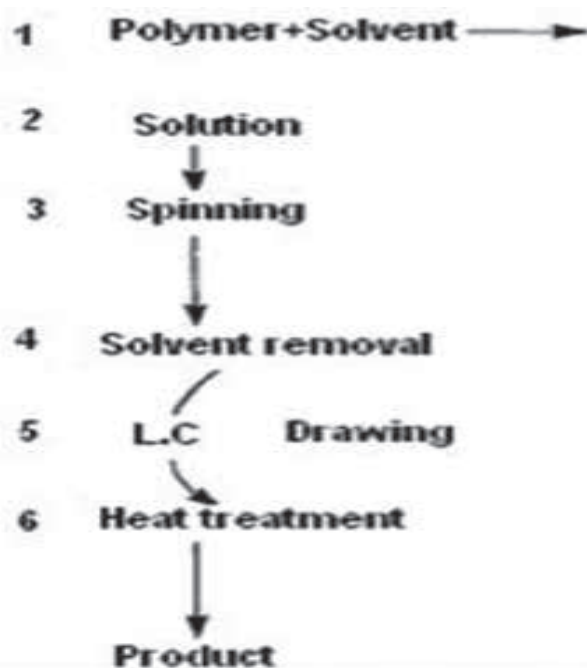 1 Polymer+Solvent
2 Solution
3 Spinning
4 Solvent removal
5 L.C Drawing
6 Heat treatment
Product